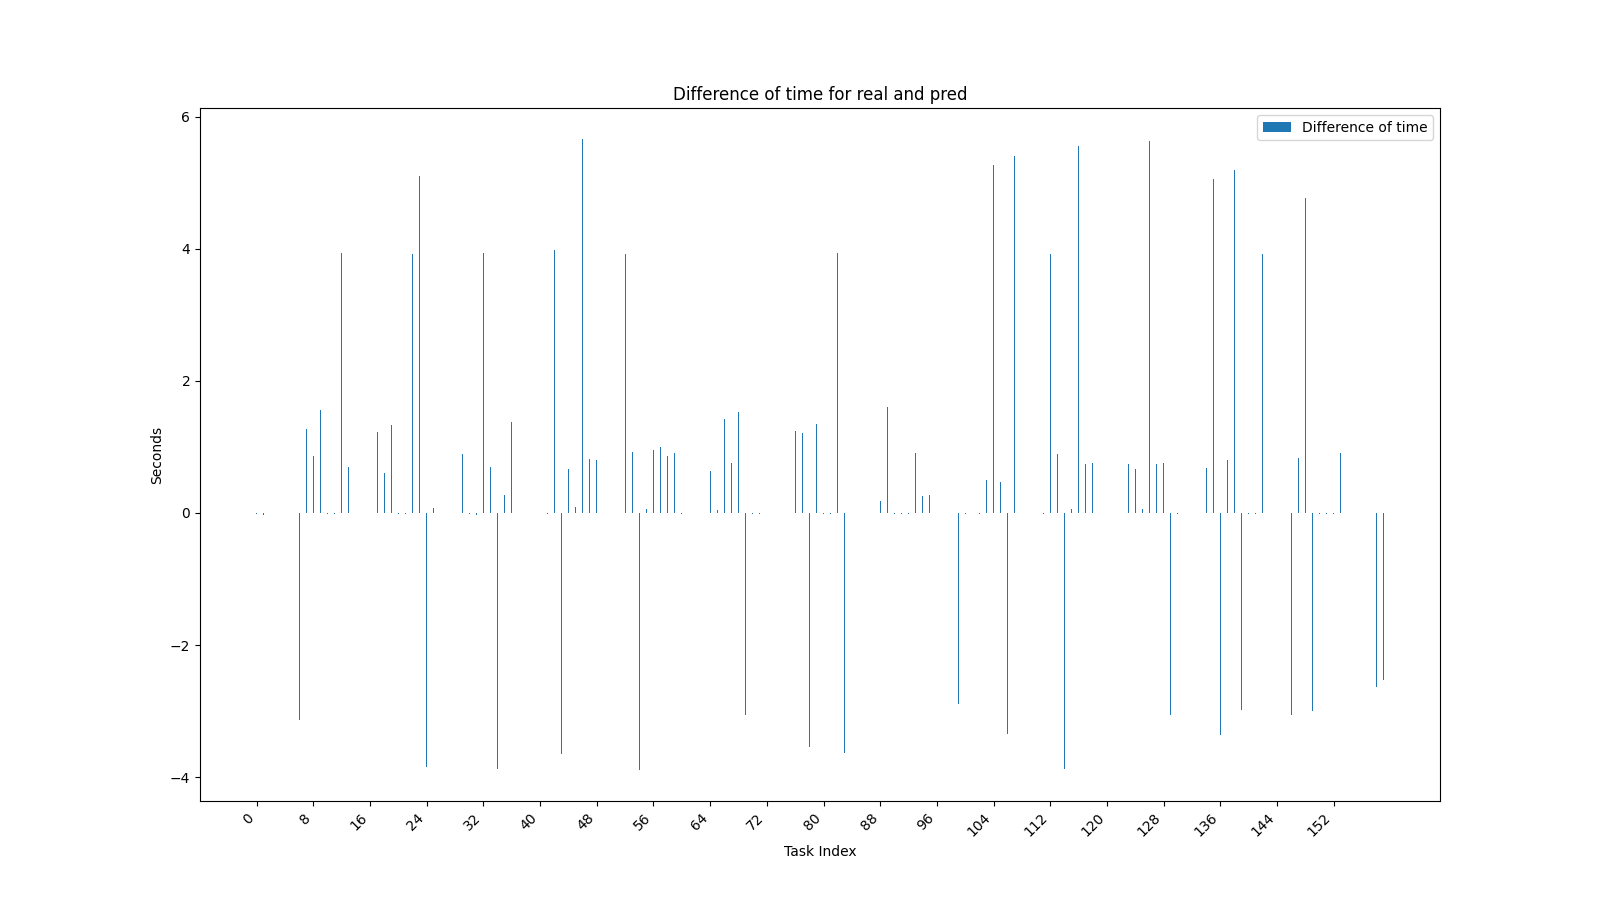 Difference of time for real and pred
Difference of time
6
4
2
0
−2
−4
Seconds
0 8 16 24 32 40 48 56 64 72 80 88 96 104 112 120 128 136 144 152
Task Index